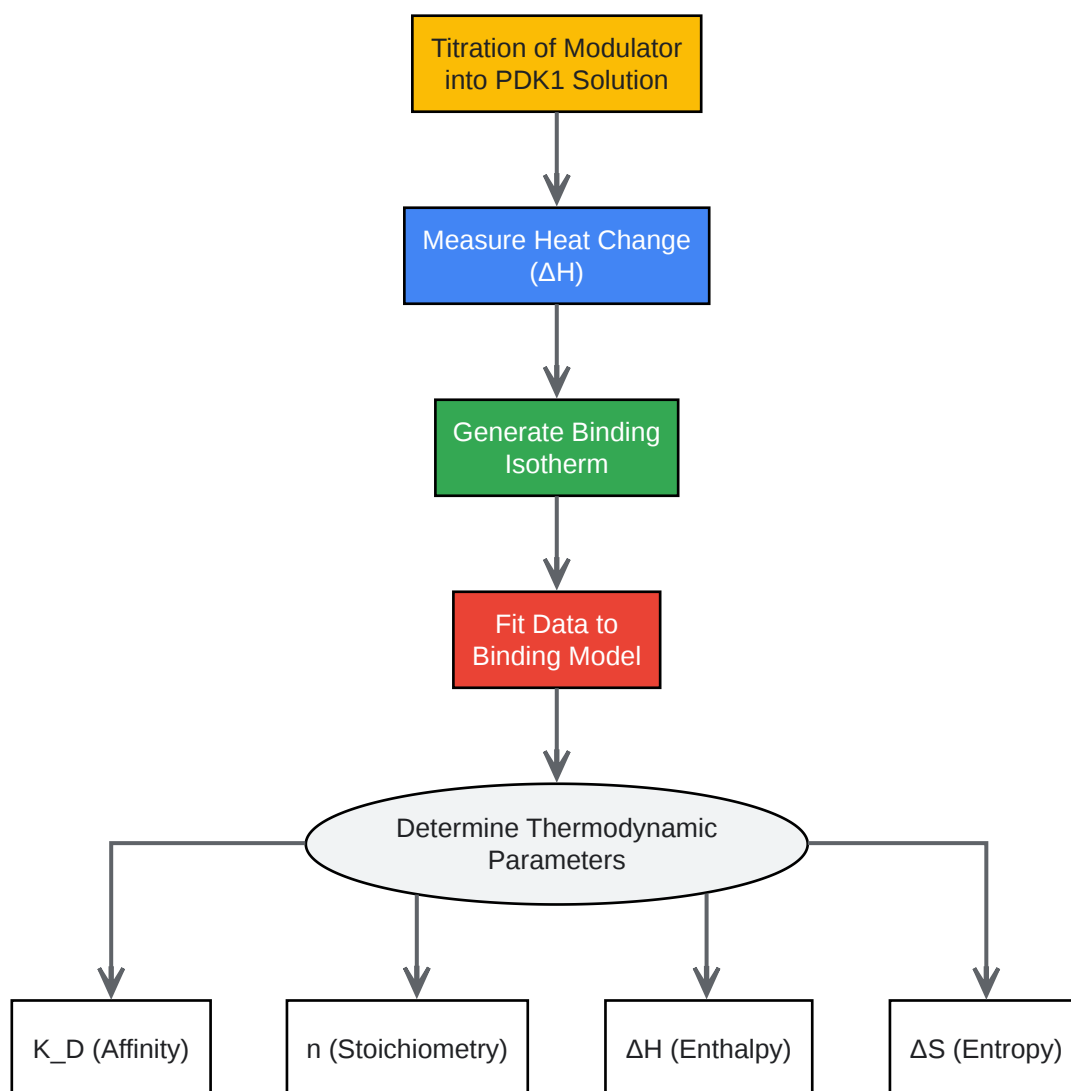 Titration of Modulator
into PDK1 Solution
Measure Heat Change
(ΔH)
Generate Binding
Isotherm
Fit Data to
Binding Model
Determine Thermodynamic
Parameters
K_D (Affinity)
n (Stoichiometry)
ΔH (Enthalpy)
ΔS (Entropy)